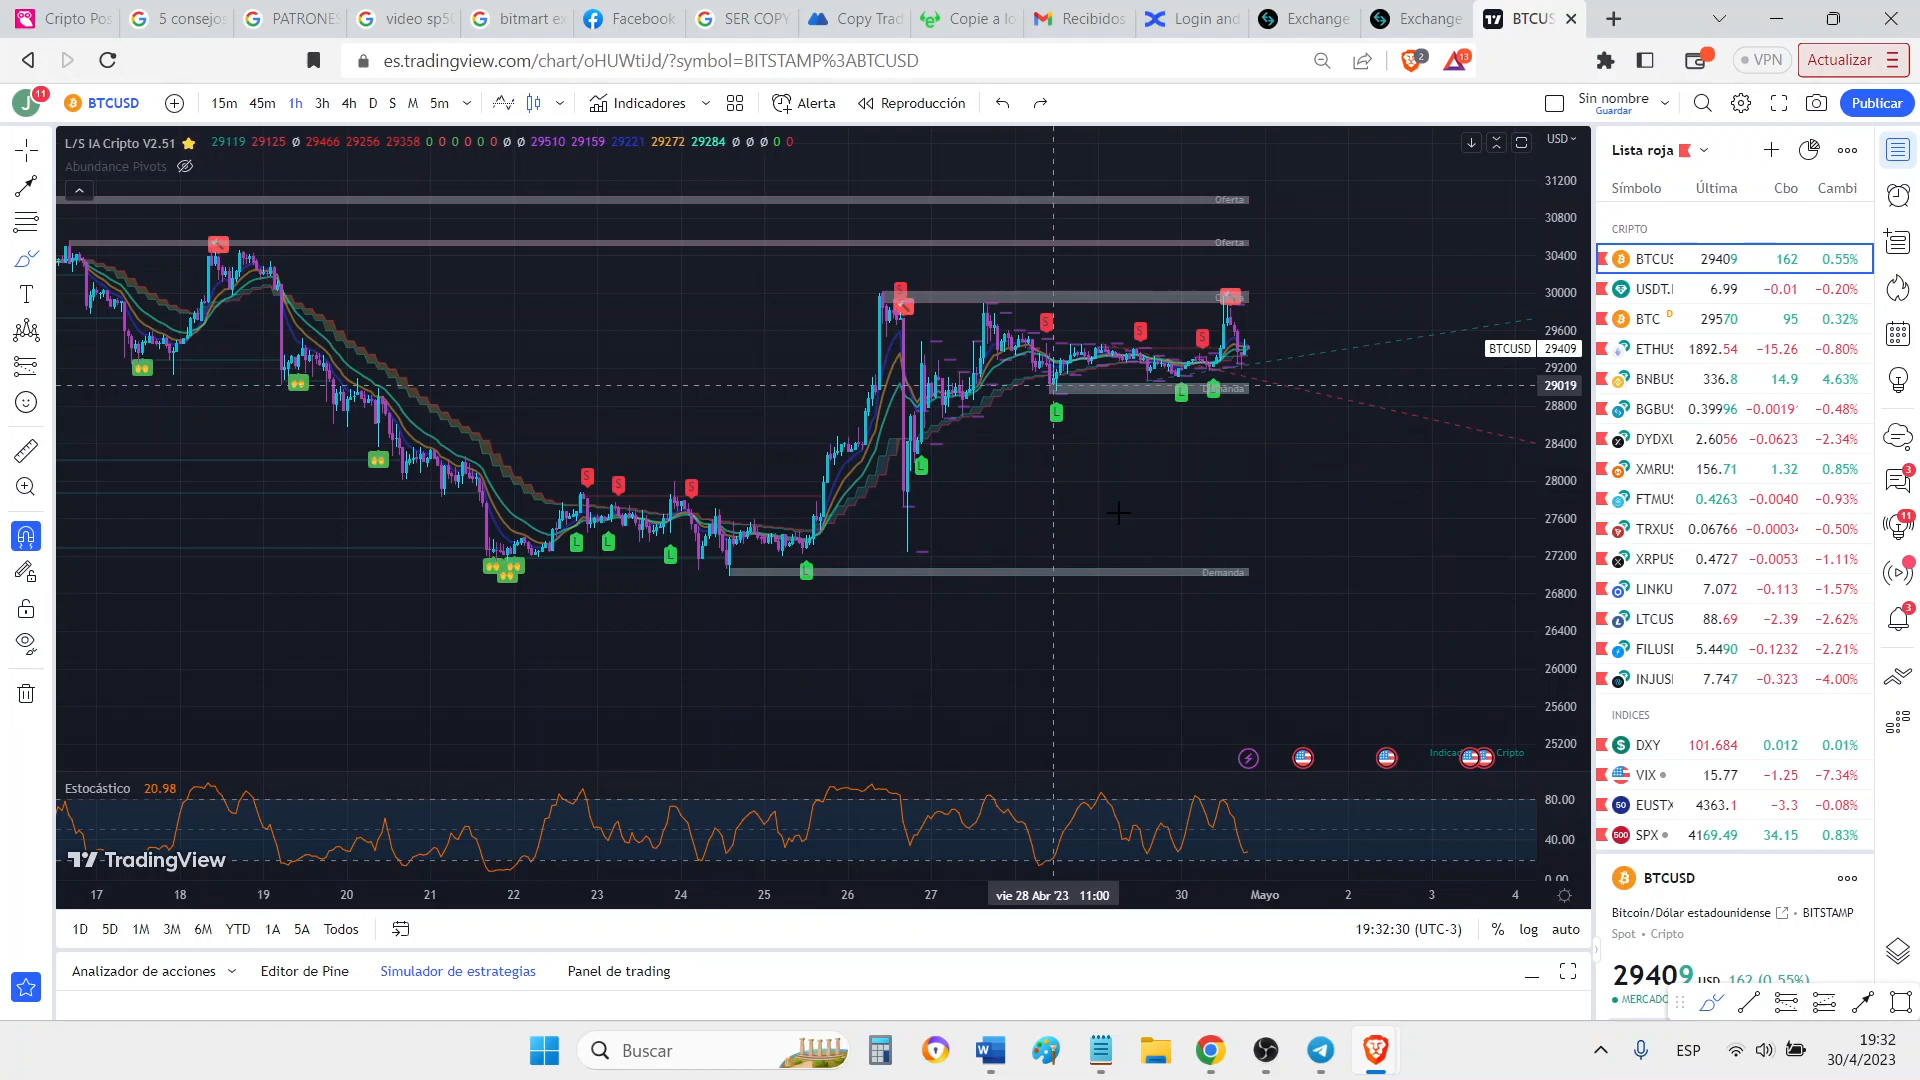 Cripto Pos
5 consejos
PATRONES
video sp50
bitmart ex
Facebook
SER COPY
Copy Trad
Copie a lo
Recibidos
Login and
Exchange
Exchange
BTCUS
es.tradingview.com/chart/oHUWtiJd/?symbol=BITSTAMP%3ABTCUSD
2
13
VPN
Actualizar
J
11
BTCUSD
15m 45m 1h 3h 4h D S M 5m
Indicadores
Alerta
Reproducción
Sin nombre
Guardar
Publicar
L/S IA Cripto V2.51 29119 29125 Ø 29466 29256 29358 0 0 0 0 0 0 Ø Ø 29510 29159 29221 29272 29284 Ø Ø Ø 0 0
Abundance Pivots
USD
Oferta
Oferta
Demanda
31200
30800
30400
30000
29600
BTCUSD 29409
29200
29019
28800
28400
28000
27600
27200
26800
26400
26000
25600
25200
Cripto
Estocástico 20.98
80.00
40.00
0.00
TradingView
17 18 19 20 21 22 23 24 25 26 27 vie 28 Abr '23 11:00 30 Mayo 2 3 4
1D 5D 1M 3M 6M YTD 1A 5A Todos
19:32:30 (UTC-3)
% log auto
Analizador de acciones
Editor de Pine
Simulador de estrategias
Panel de trading
Lista roja
Símbolo Última Cbo Cambi
CRIPTO
BTCUS 29409 162 0.55%
USDT. 6.99 −0.01 −0.20%
BTC D 29570 95 0.32%
ETHUS 1892.54 −15.26 −0.80%
BNBUS 336.8 14.9 4.63%
BGBUS 0.39996 −0.0019 −0.48%
DYDXU 2.6056 −0.0623 −2.34%
XMRUS 156.71 1.32 0.85%
FTMUS 0.4263 −0.0040 −0.93%
TRXUS 0.06766 −0.00034 −0.50%
XRPUS 0.4727 −0.0053 −1.11%
LINKU 7.072 −0.113 −1.57%
LTCUS 88.69 −2.39 −2.62%
FILUSI 5.4490 −0.1232 −2.21%
INJUSI 7.747 −0.323 −4.00%
INDICES
DXY 101.684 0.012 0.01%
VIX 15.77 −1.25 −7.34%
EUSTX 4363.1 −3.3 −0.08%
SPX 4169.49 34.15 0.83%
BTCUSD
Bitcoin/Dólar estadounidense • BITSTAMP
Spot • Cripto
29409 USD 162 (0.55%)
MERCADO
3
11
3
Buscar
ESP
19:32
30/4/2023